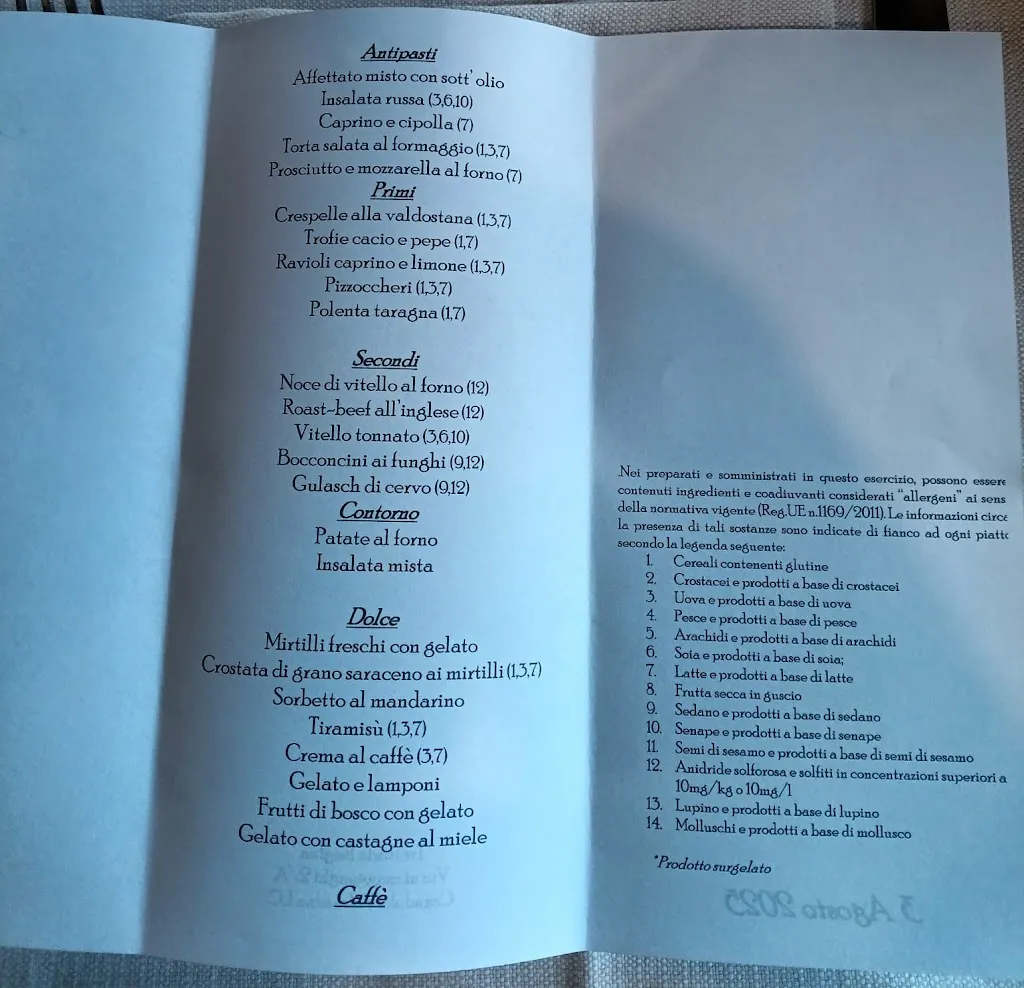 Antipasti
Affettato misto con sott' olio
Insalata russa (3,6,10)
Caprino e cipolla (7)
Torta salata al formaggio (1,3,7)
Prosciutto e mozzarella al forno (7)
Primi
Crespelle alla valdostana (1,3,7)
Trofie cacio e pepe (1,7)
Ravioli caprino e limone (1,3,7)
Pizzoccheri (1,3,7)
Polenta taragna (1,7)
Secondi
Noce di vitello al forno (12)
Roast-beef all'inglese (12)
Vitello tonnato (3,6,10)
Bocconcini ai funghi (9,12)
Gulasch di cervo (9,12)
Contorno
Patate al forno
Insalata mista
Dolce
Mirtilli freschi con gelato
Crostata di grano saraceno ai mirtilli (1,3,7)
Sorbetto al mandarino
Tiramisù (1,3,7)
Crema al caffè (3,7)
Gelato e lamponi
Frutti di bosco con gelato
Gelato con castagne al miele
Caffè
Nei preparati e somministrati in questo esercizio, possono essere
contenuti ingredienti e coadiuvanti considerati "allergeni" ai sens
della normativa vigente (Reg.UE n.1169/2011). Le informazioni circa
la presenza di tali sostanze sono indicate di fianco ad ogni piatto
secondo la legenda seguente:
1. Cereali contenenti glutine
2. Crostacei e prodotti a base di crostacei
3. Uova e prodotti a base di uova
4. Pesce e prodotti a base di pesce
5. Arachidi e prodotti a base di arachidi
6. Soia e prodotti a base di soia;
7. Latte e prodotti a base di latte
8. Frutta secca in guscio
9. Sedano e prodotti a base di sedano
10. Senape e prodotti a base di senape
11. Semi di sesamo e prodotti a base di semi di sesamo
12. Anidride solforosa e solfiti in concentrazioni superiori a
10mg/kg o 10mg/l
13. Lupino e prodotti a base di lupino
14. Molluschi e prodotti a base di mollusco
*Prodotto surgelato
3 Agosto 2025